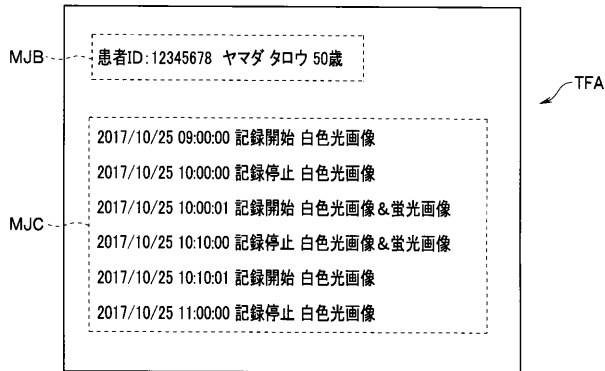 MJB
患者ID:12345678 ヤマダ タロウ 50歳
TFA
MJC
2017/10/25 09:00:00 記録開始 白色光画像
2017/10/25 10:00:00 記録停止 白色光画像
2017/10/25 10:00:01 記録開始 白色光画像&蛍光画像
2017/10/25 10:10:00 記録停止 白色光画像&蛍光画像
2017/10/25 10:10:01 記録開始 白色光画像
2017/10/25 11:00:00 記録停止 白色光画像